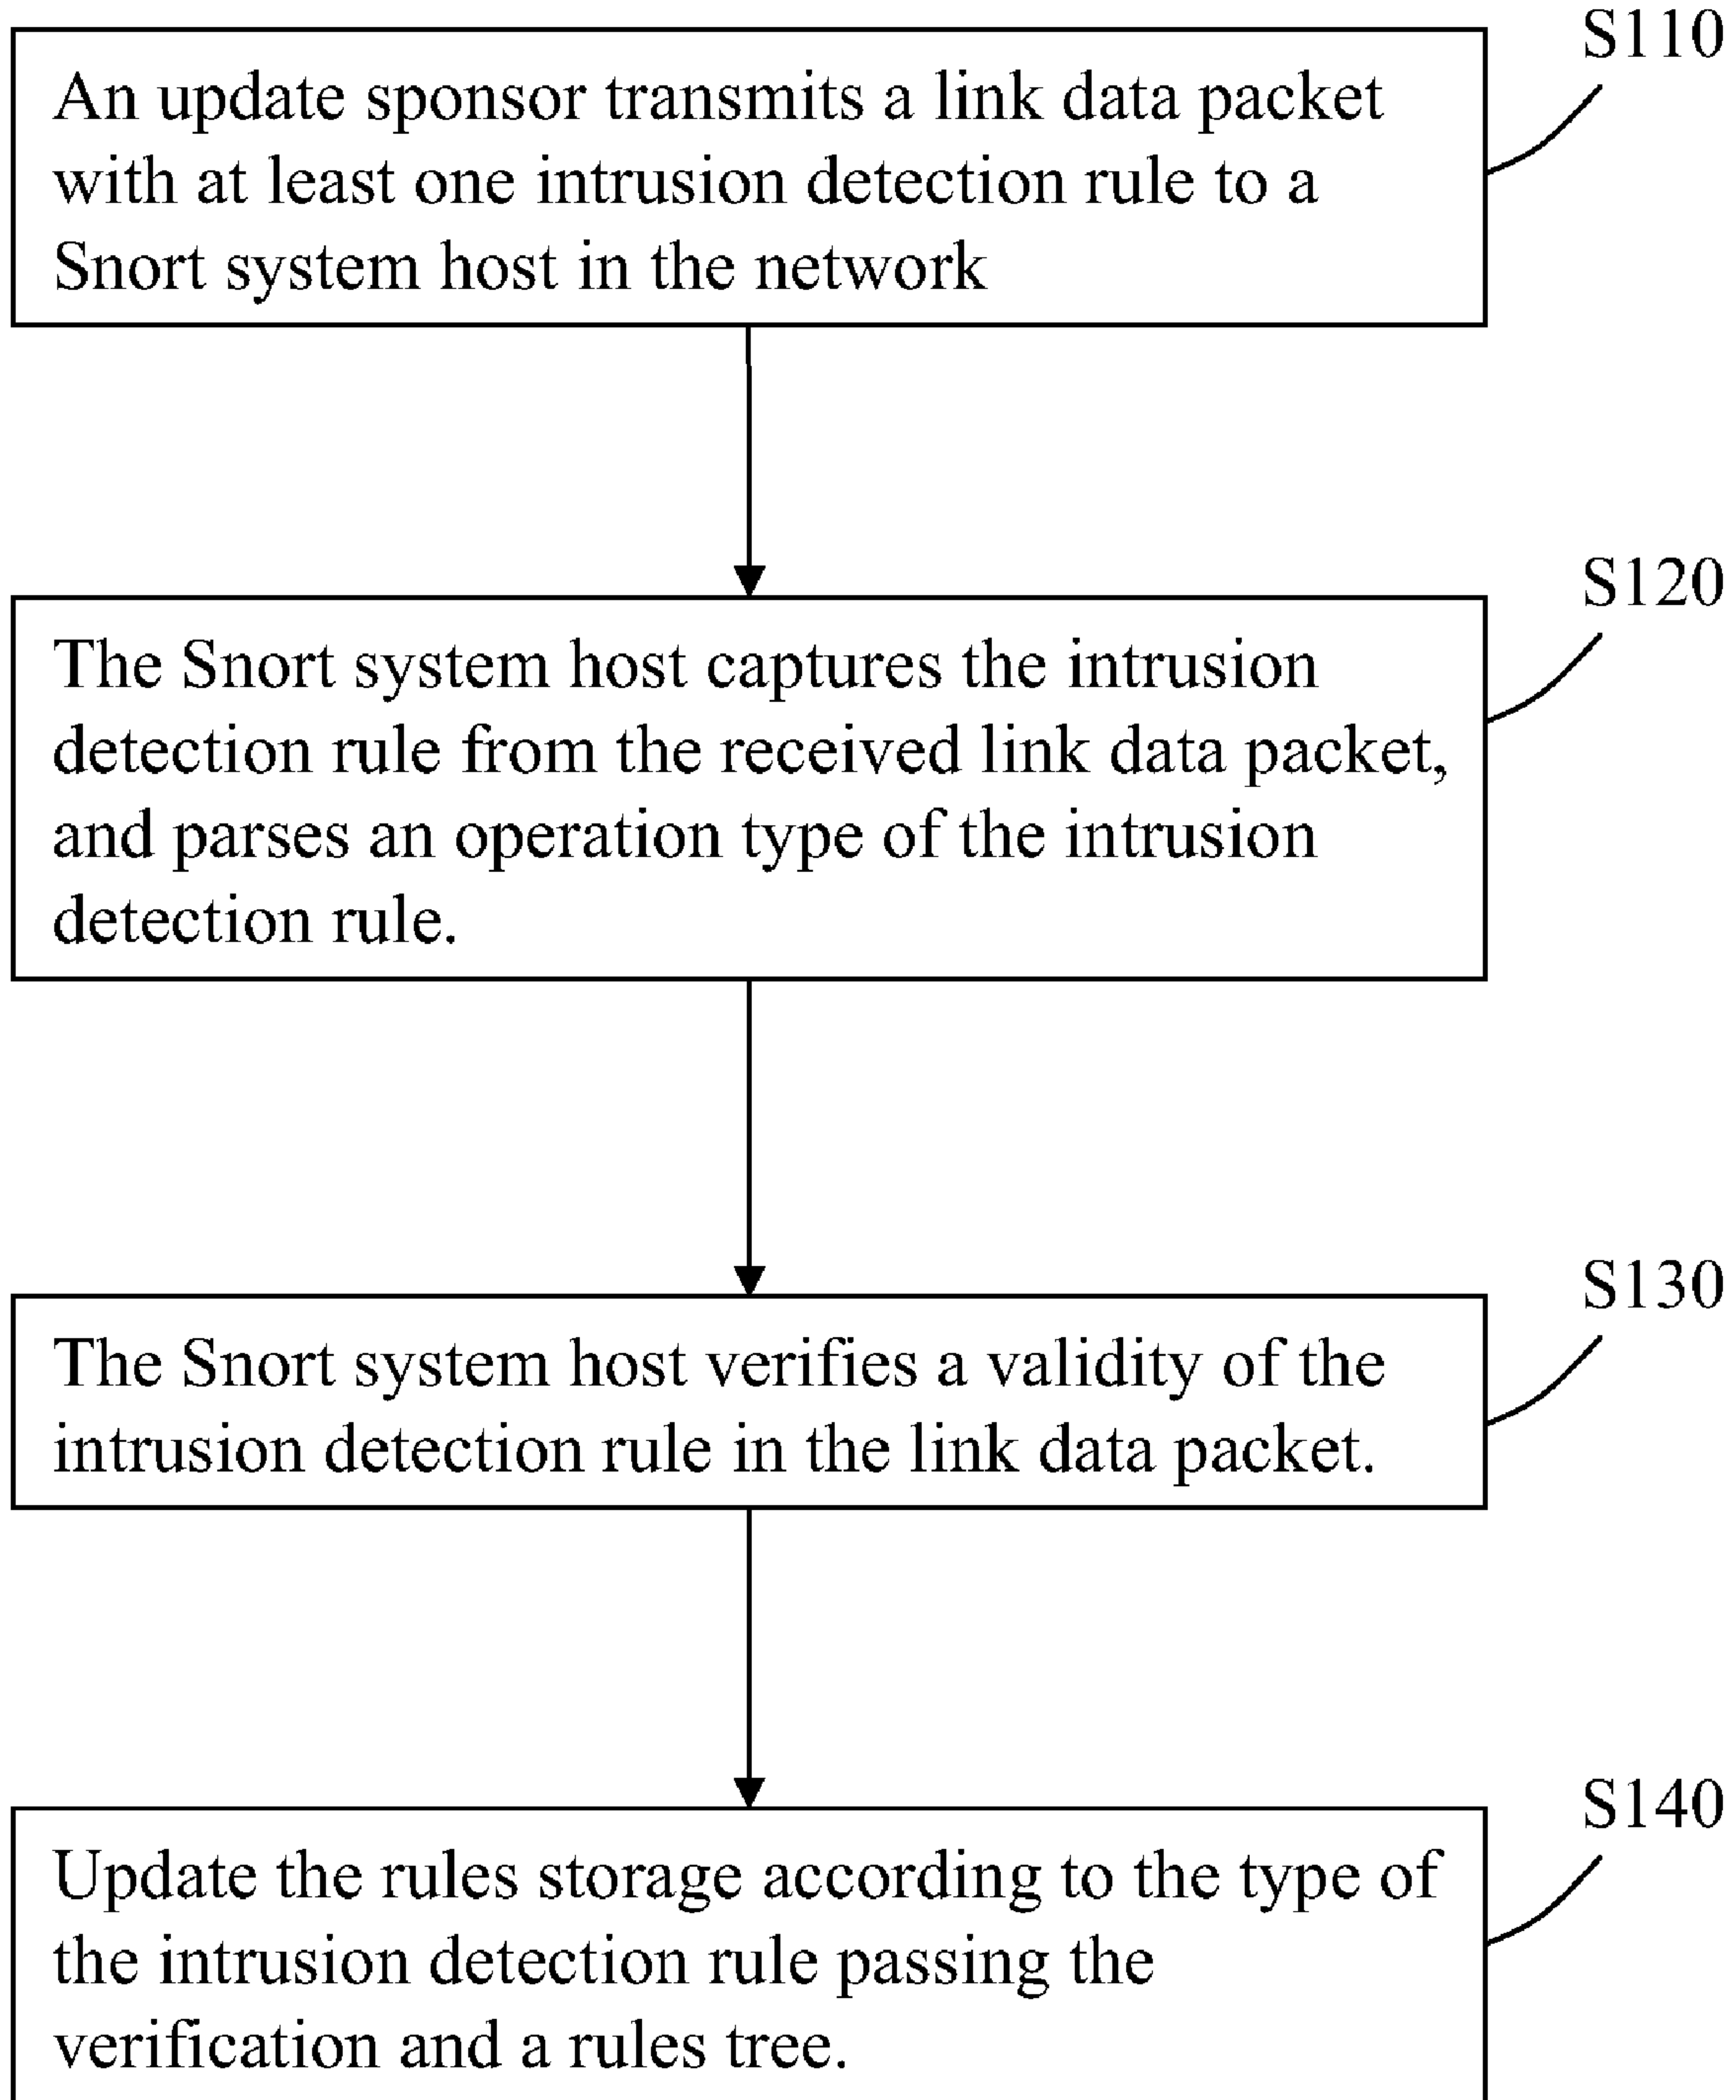 S110
An update sponsor transmits a link data packet
with at least one intrusion detection rule to a
Snort system host in the network
S120
The Snort system host captures the intrusion
detection rule from the received link data packet,
and parses an operation type of the intrusion
detection rule.
S130
The Snort system host verifies a validity of the
intrusion detection rule in the link data packet.
S140
Update the rules storage according to the type of
the intrusion detection rule passing the
verification and a rules tree.